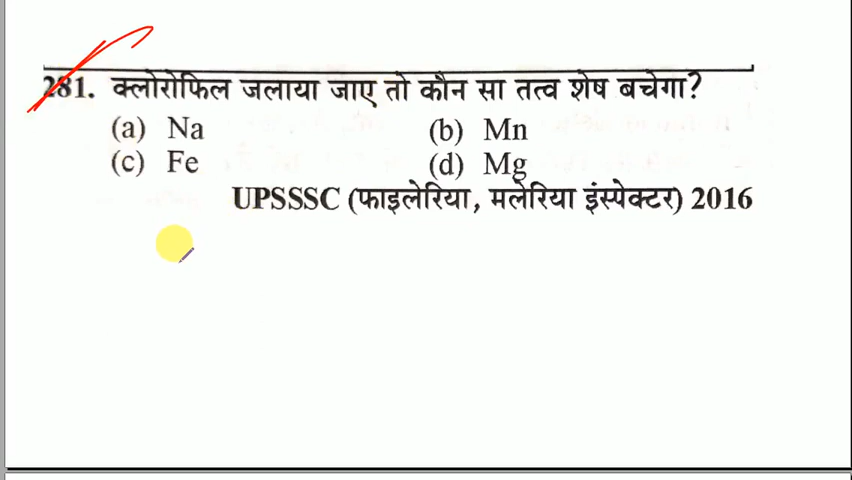 281. क्लोरोफिल जलाया जाए तो कौन सा तत्व शेष बचेगा?
(a) Na (b) Mn
(c) Fe (d) Mg
UPSSSC (फाइलेरिया, मलेरिया इंस्पेक्टर) 2016